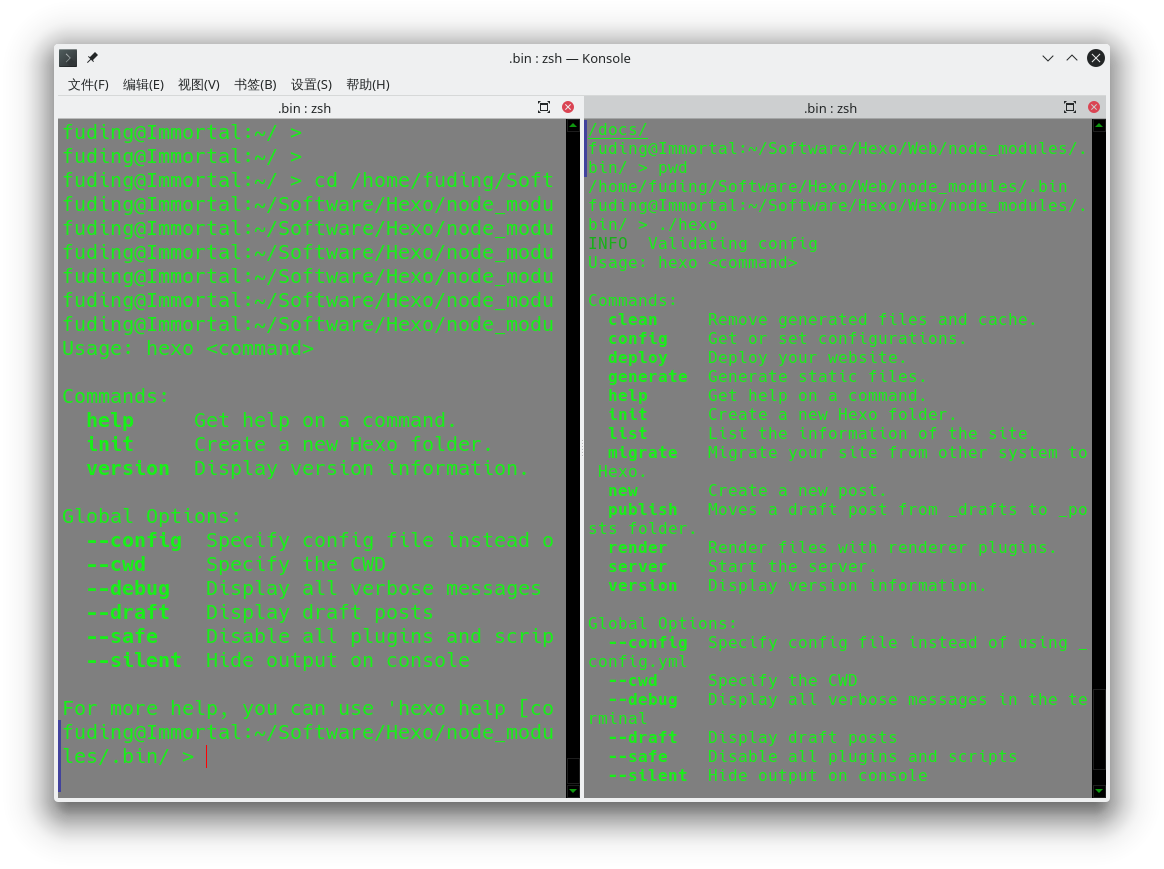 .bin : zsh — Konsole
文件(F) 编辑(E) 视图(V) 书签(B) 设置(S) 帮助(H)
.bin : zsh
fuding@Immortal:~/ >
fuding@Immortal:~/ >
fuding@Immortal:~/ > cd /home/fuding/Soft
fuding@Immortal:~/Software/Hexo/node_modu
fuding@Immortal:~/Software/Hexo/node_modu
fuding@Immortal:~/Software/Hexo/node_modu
fuding@Immortal:~/Software/Hexo/node_modu
fuding@Immortal:~/Software/Hexo/node_modu
fuding@Immortal:~/Software/Hexo/node_modu
Usage: hexo <command>
Commands:
help Get help on a command.
init Create a new Hexo folder.
version Display version information.
Global Options:
--config Specify config file instead o
--cwd Specify the CWD
--debug Display all verbose messages
--draft Display draft posts
--safe Disable all plugins and scrip
--silent Hide output on console
For more help, you can use 'hexo help [co
fuding@Immortal:~/Software/Hexo/node_modu
les/.bin/ >
.bin : zsh
/docs/
fuding@Immortal:~/Software/Hexo/Web/node_modules/.
bin/ > pwd
/home/fuding/Software/Hexo/Web/node_modules/.bin
fuding@Immortal:~/Software/Hexo/Web/node_modules/.
bin/ > ./hexo
INFO Validating config
Usage: hexo <command>
Commands:
clean Remove generated files and cache.
config Get or set configurations.
deploy Deploy your website.
generate Generate static files.
help Get help on a command.
init Create a new Hexo folder.
list List the information of the site
migrate Migrate your site from other system to
Hexo.
new Create a new post.
publish Moves a draft post from _drafts to _po
sts folder.
render Render files with renderer plugins.
server Start the server.
version Display version information.
Global Options:
--config Specify config file instead of using _
config.yml
--cwd Specify the CWD
--debug Display all verbose messages in the te
rminal
--draft Display draft posts
--safe Disable all plugins and scripts
--silent Hide output on console